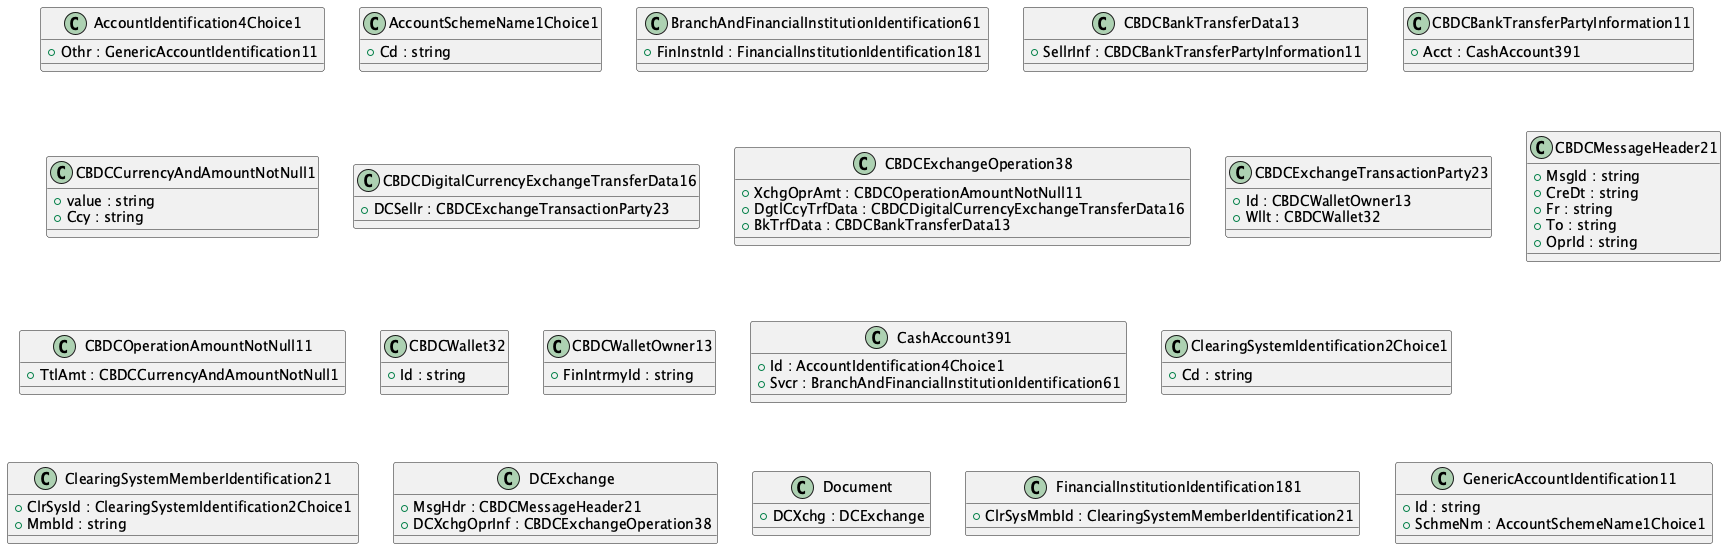 C AccountIdentification4Choice1
Othr : GenericAccountIdentification11
C AccountSchemeName1Choice1
Cd : string
C BranchAndFinancialInstitutionIdentification61
FinInstnId : FinancialInstitutionIdentification181
C CBDCBankTransferData13
SellrInf : CBDCBankTransferPartyInformation11
C CBDCBankTransferPartyInformation11
Acct : CashAccount391
C CBDCCurrencyAndAmountNotNull1
value : string
Ccy : string
C CBDCDigitalCurrencyExchangeTransferData16
DCSellr : CBDCExchangeTransactionParty23
C CBDCExchangeOperation38
XchgOprAmt : CBDCOperationAmountNotNull11
DgtlCcyTrfData : CBDCDigitalCurrencyExchangeTransferData16
BkTrfData : CBDCBankTransferData13
C CBDCExchangeTransactionParty23
Id : CBDCWalletOwner13
Wllt : CBDCWallet32
C CBDCMessageHeader21
MsgId : string
CreDt : string
Fr : string
To : string
OprId : string
C CBDCOperationAmountNotNull11
TtlAmt : CBDCCurrencyAndAmountNotNull1
C CBDCWallet32
Id : string
C CBDCWalletOwner13
FinIntrmyId : string
C CashAccount391
Id : AccountIdentification4Choice1
Svcr : BranchAndFinancialInstitutionIdentification61
C ClearingSystemIdentification2Choice1
Cd : string
C ClearingSystemMemberIdentification21
ClrSysId : ClearingSystemIdentification2Choice1
MmbId : string
C DCExchange
MsgHdr : CBDCMessageHeader21
DCXchgOprInf : CBDCExchangeOperation38
C Document
DCXchg : DCExchange
C FinancialInstitutionIdentification181
ClrSysMmbId : ClearingSystemMemberIdentification21
C GenericAccountIdentification11
Id : string
SchmeNm : AccountSchemeName1Choice1